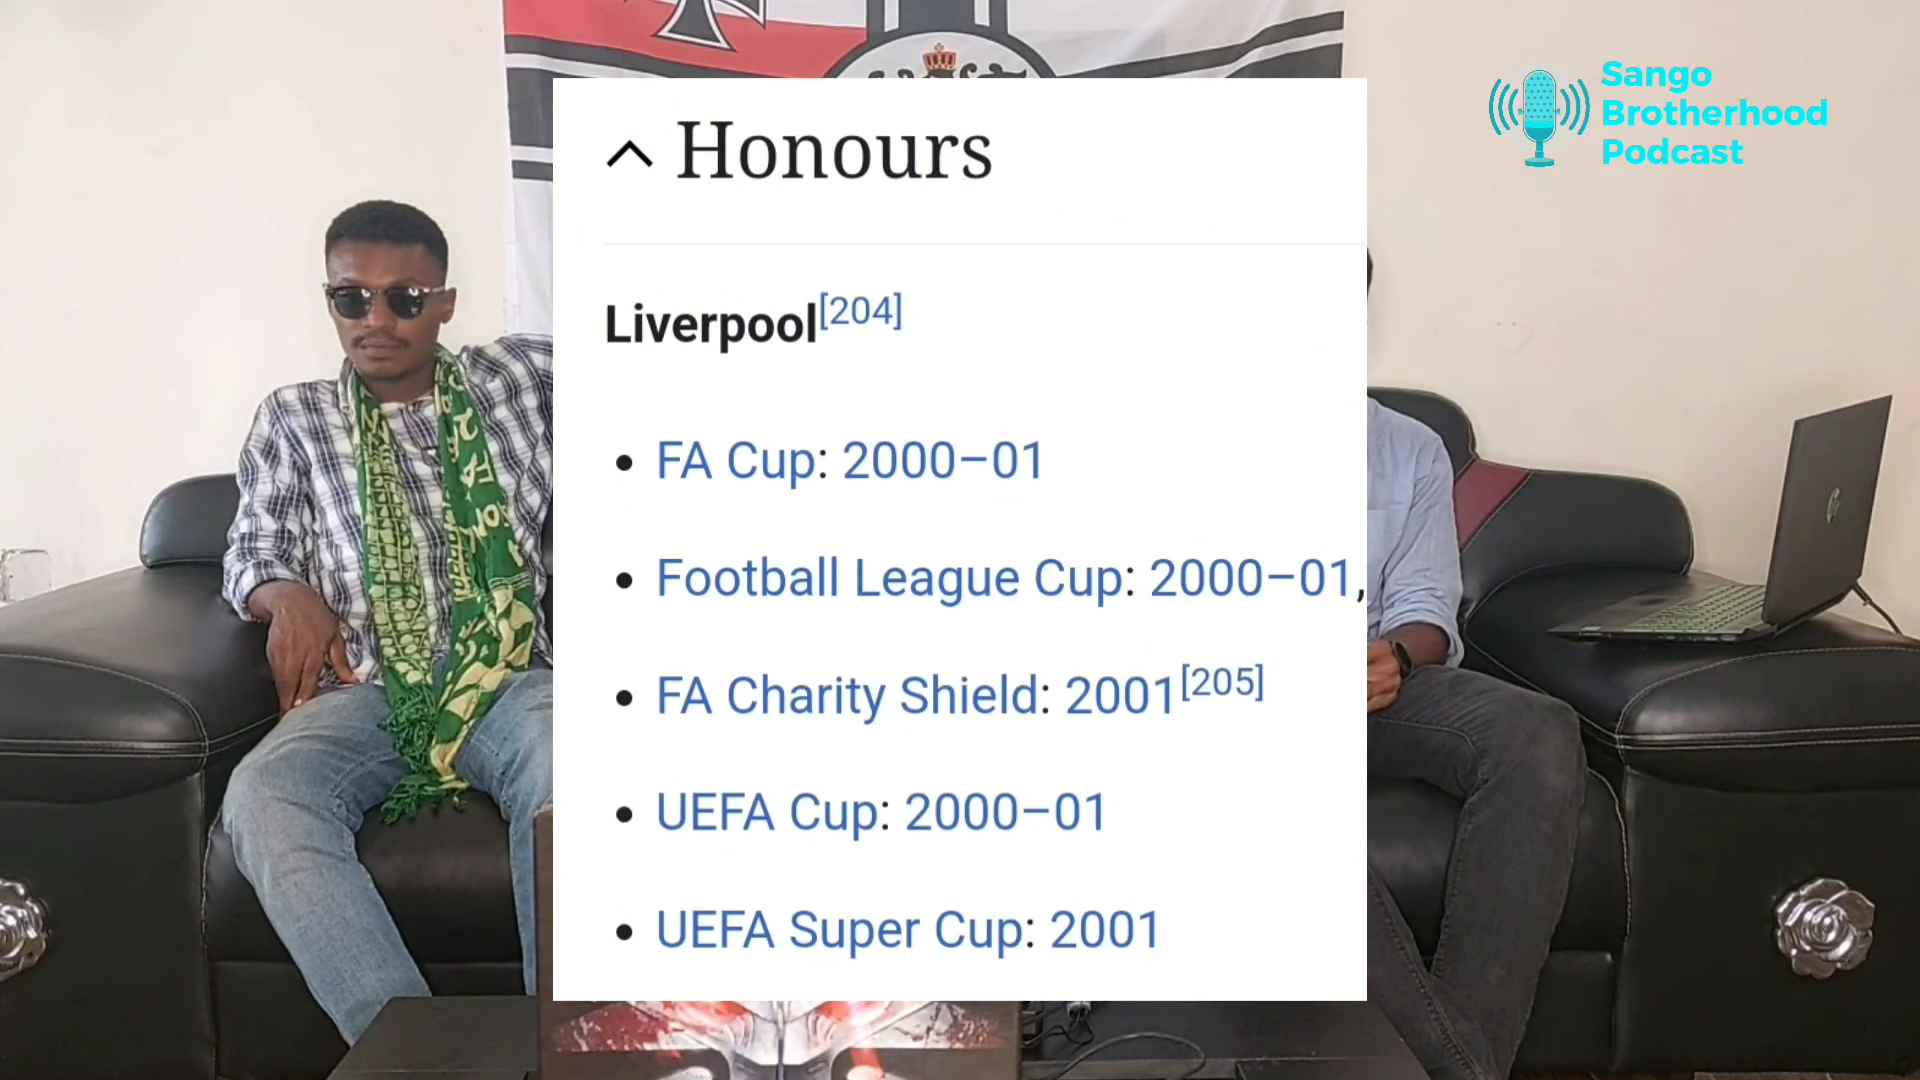 Sango
Brotherhood
Podcast
Honours
Liverpool[204]
FA Cup: 2000–01
Football League Cup: 2000–01,
FA Charity Shield: 2001[205]
UEFA Cup: 2000–01
UEFA Super Cup: 2001